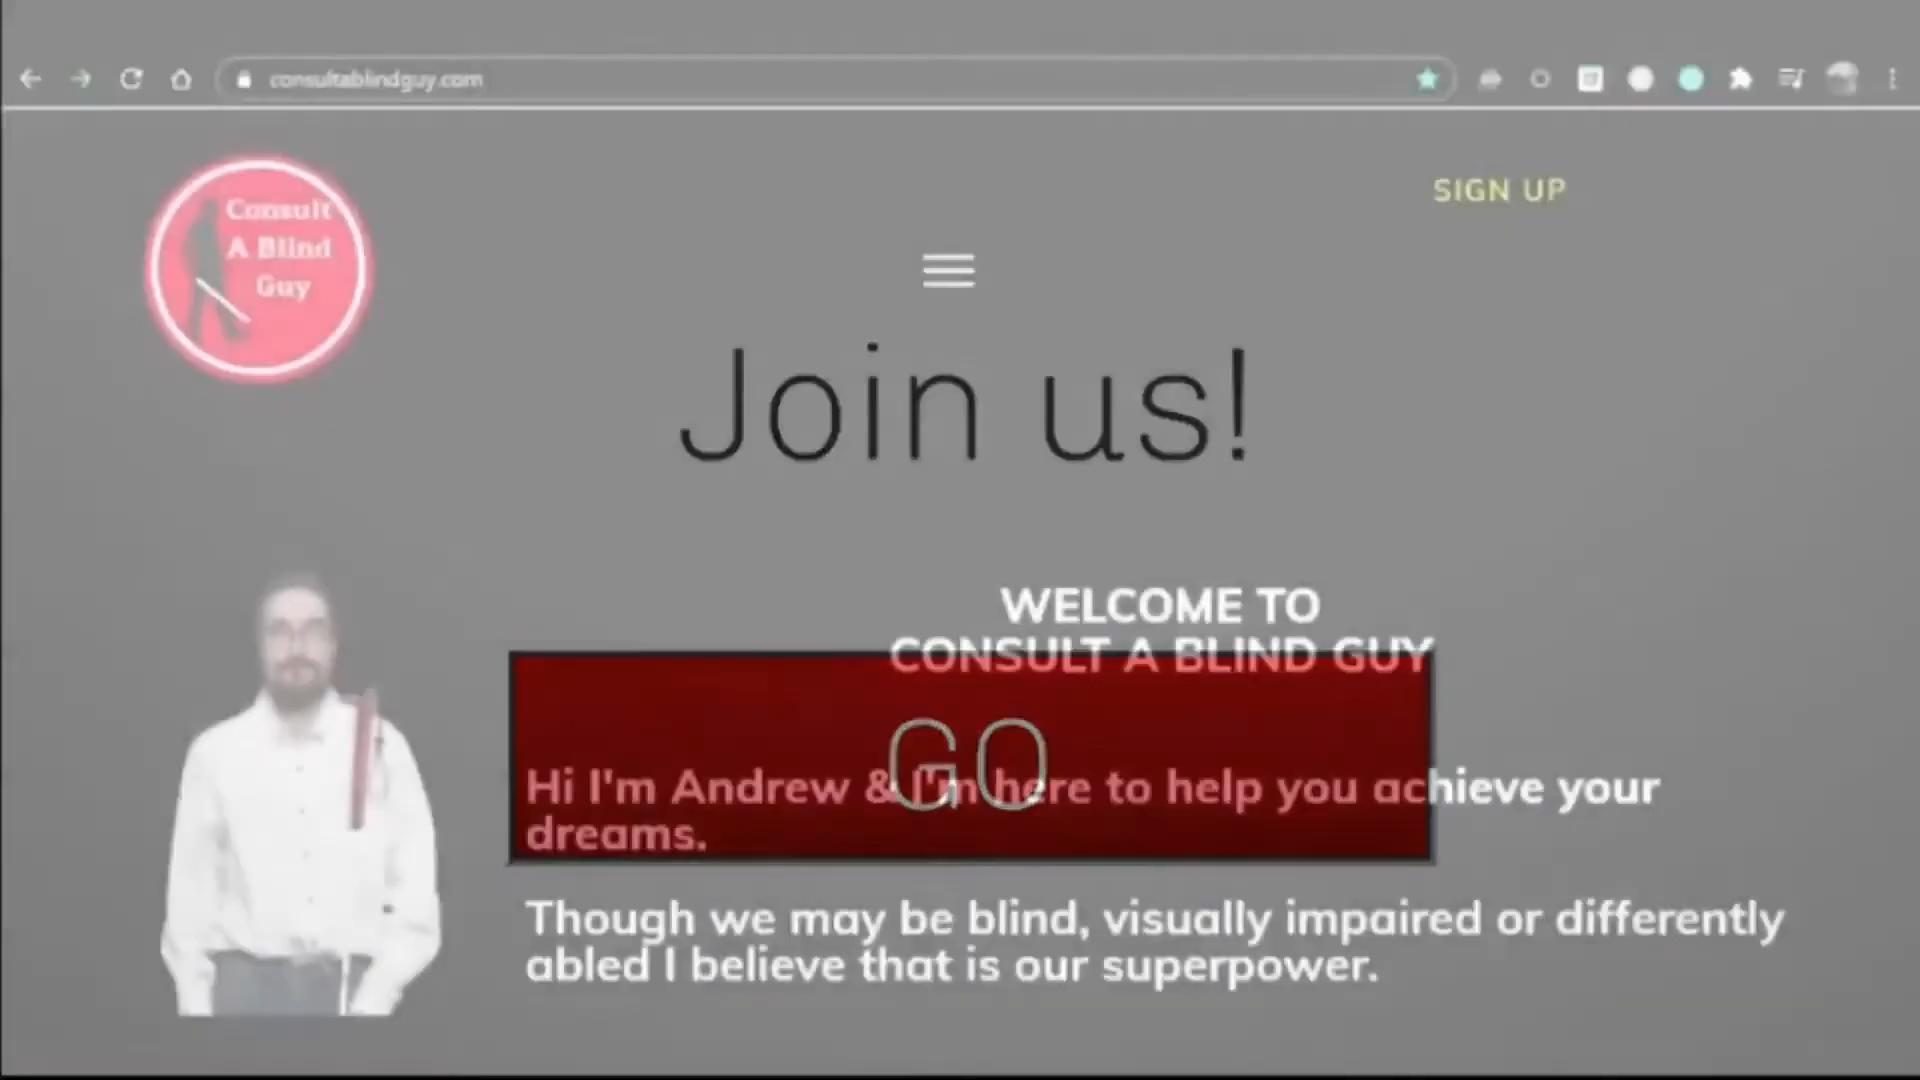 consultablindguy.com
SIGN UP
Consult
A Blind
Guy
Join us!
WELCOME TO
CONSULT A BLIND GUY
GO
Hi I'm Andrew & I'm here to help you achieve your
dreams.
Though we may be blind, visually impaired or differently
abled I believe that is our superpower.